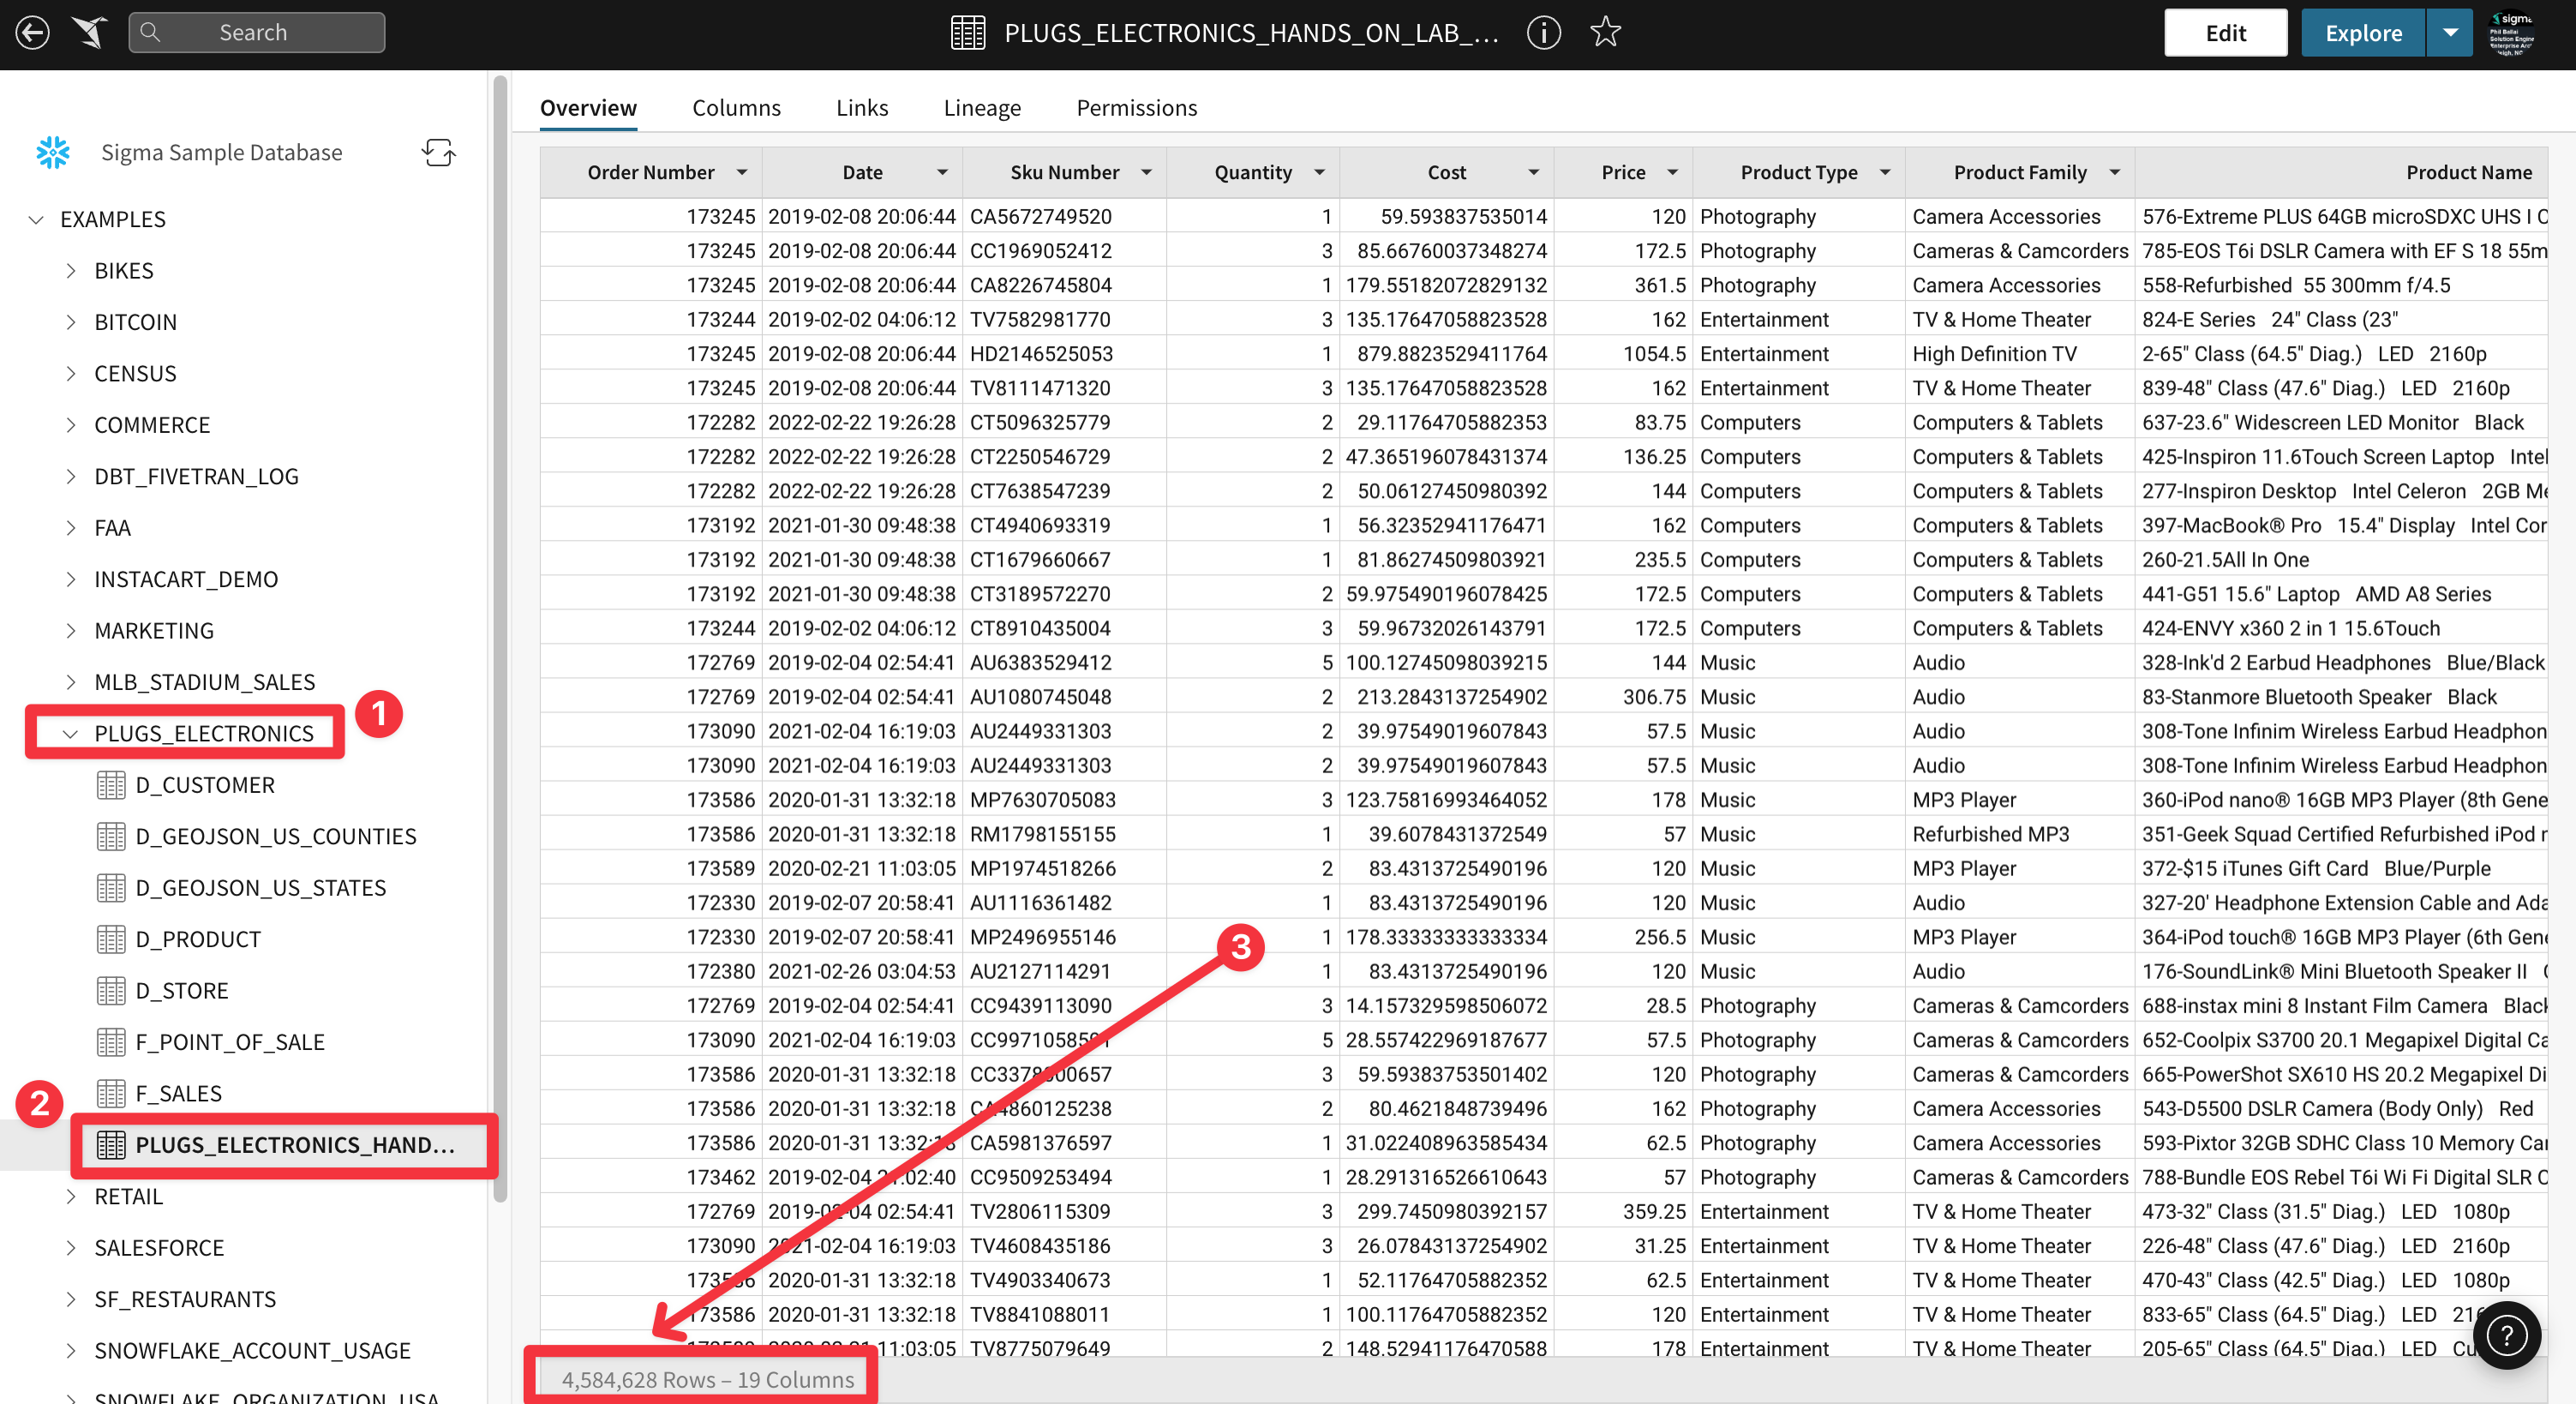 Search
PLUGS_ELECTRONICS_HANDS_ON_LAB_...
Edit
Explore
sigma
Phil Ballai
Sigma Sample Database
EXAMPLES
BIKES
BITCOIN
CENSUS
COMMERCE
DBT_FIVETRAN_LOG
FAA
INSTACART_DEMO
MARKETING
MLB_STADIUM_SALES
1
PLUGS_ELECTRONICS
D_CUSTOMER
D_GEOJSON_US_COUNTIES
D_GEOJSON_US_STATES
D_PRODUCT
D_STORE
F_POINT_OF_SALE
F_SALES
2
PLUGS_ELECTRONICS_HAND...
RETAIL
SALESFORCE
SF_RESTAURANTS
SNOWFLAKE_ACCOUNT_USAGE
SNOWFLAKE_ORGANIZATION_USA
Overview Columns Links Lineage Permissions
Order Number Date Sku Number Quantity Cost Price Product Type Product Family Product Name
173245 2019-02-08 20:06:44 CA5672749520 1 59.593837535014 120 Photography Camera Accessories 576-Extreme PLUS 64GB microSDXC UHS I C
173245 2019-02-08 20:06:44 CC1969052412 3 85.66760037348274 172.5 Photography Cameras & Camcorders 785-EOS T6i DSLR Camera with EF S 18 55m
173245 2019-02-08 20:06:44 CA8226745804 1 179.55182072829132 361.5 Photography Camera Accessories 558-Refurbished 55 300mm f/4.5
173244 2019-02-02 04:06:12 TV7582981770 3 135.17647058823528 162 Entertainment TV & Home Theater 824-E Series 24" Class (23"
173245 2019-02-08 20:06:44 HD2146525053 1 879.8823529411764 1054.5 Entertainment High Definition TV 2-65" Class (64.5" Diag.) LED 2160p
173245 2019-02-08 20:06:44 TV8111471320 3 135.17647058823528 162 Entertainment TV & Home Theater 839-48" Class (47.6" Diag.) LED 2160p
172282 2022-02-22 19:26:28 CT5096325779 2 29.11764705882353 83.75 Computers Computers & Tablets 637-23.6" Widescreen LED Monitor Black
172282 2022-02-22 19:26:28 CT2250546729 2 47.365196078431374 136.25 Computers Computers & Tablets 425-Inspiron 11.6Touch Screen Laptop Intel
172282 2022-02-22 19:26:28 CT7638547239 2 50.06127450980392 144 Computers Computers & Tablets 277-Inspiron Desktop Intel Celeron 2GB Me
173192 2021-01-30 09:48:38 CT4940693319 1 56.32352941176471 162 Computers Computers & Tablets 397-MacBook® Pro 15.4" Display Intel Cor
173192 2021-01-30 09:48:38 CT1679660667 1 81.86274509803921 235.5 Computers Computers & Tablets 260-21.5All In One
173192 2021-01-30 09:48:38 CT3189572270 2 59.975490196078425 172.5 Computers Computers & Tablets 441-G51 15.6" Laptop AMD A8 Series
173244 2019-02-02 04:06:12 CT8910435004 3 59.96732026143791 172.5 Computers Computers & Tablets 424-ENVY x360 2 in 1 15.6Touch
172769 2019-02-04 02:54:41 AU6383529412 5 100.12745098039215 144 Music Audio 328-Ink'd 2 Earbud Headphones Blue/Black
172769 2019-02-04 02:54:41 AU1080745048 2 213.2843137254902 306.75 Music Audio 83-Stanmore Bluetooth Speaker Black
173090 2021-02-04 16:19:03 AU2449331303 2 39.97549019607843 57.5 Music Audio 308-Tone Infinim Wireless Earbud Headphon
173090 2021-02-04 16:19:03 AU2449331303 2 39.97549019607843 57.5 Music Audio 308-Tone Infinim Wireless Earbud Headphon
173586 2020-01-31 13:32:18 MP7630705083 3 123.75816993464052 178 Music MP3 Player 360-iPod nano® 16GB MP3 Player (8th Gene
173586 2020-01-31 13:32:18 RM1798155155 1 39.6078431372549 57 Music Refurbished MP3 351-Geek Squad Certified Refurbished iPod n
173589 2020-02-21 11:03:05 MP1974518266 2 83.4313725490196 120 Music MP3 Player 372-$15 iTunes Gift Card Blue/Purple
172330 2019-02-07 20:58:41 AU1116361482 1 83.4313725490196 120 Music Audio 327-20' Headphone Extension Cable and Ada
172330 2019-02-07 20:58:41 MP2496955146 1 178.33333333333334 256.5 Music MP3 Player 364-iPod touch® 16GB MP3 Player (6th Gene
3
172380 2021-02-26 03:04:53 AU2127114291 1 83.4313725490196 120 Music Audio 176-SoundLink® Mini Bluetooth Speaker II C
172769 2019-02-04 02:54:41 CC9439113090 3 14.157329598506072 28.5 Photography Cameras & Camcorders 688-instax mini 8 Instant Film Camera Black
173090 2021-02-04 16:19:03 CC9971058591 5 28.557422969187677 57.5 Photography Cameras & Camcorders 652-Coolpix S3700 20.1 Megapixel Digital Ca
173586 2020-01-31 13:32:18 3 59.59383753501402 120 Photography Cameras & Camcorders 665-PowerShot SX610 HS 20.2 Megapixel Di
173586 2020-01-31 13:32:18 CA4860125238 2 80.4621848739496 162 Photography Camera Accessories 543-D5500 DSLR Camera (Body Only) Red
173586 2020-01-31 13:32:18 CA5981376597 1 31.022408963585434 62.5 Photography Camera Accessories 593-Pixtor 32GB SDHC Class 10 Memory Car
173462 2019-02-04 CC9509253494 1 28.291316526610643 57 Photography Cameras & Camcorders 788-Bundle EOS Rebel T6i Wi Fi Digital SLR C
172769 2019-02-04 02:54:41 TV2806115309 3 299.7450980392157 359.25 Entertainment TV & Home Theater 473-32" Class (31.5" Diag.) LED 1080p
173090 2021-02-04 16:19:03 TV4608435186 3 26.07843137254902 31.25 Entertainment TV & Home Theater 226-48" Class (47.6" Diag.) LED 2160p
173586 2020-01-31 13:32:18 TV4903340673 1 52.11764705882352 62.5 Entertainment TV & Home Theater 470-43" Class (42.5" Diag.) LED 1080p
173586 2020-01-31 13:32:18 TV8841088011 1 100.11764705882352 120 Entertainment TV & Home Theater 833-65" Class (64.5" Diag.) LED
11:03:05 TV8775079649 2 148.52941176470588 178 Entertainment TV & Home Theater 205-65" Class (64.5" Diag.) LED
?
4,584,628 Rows – 19 Columns